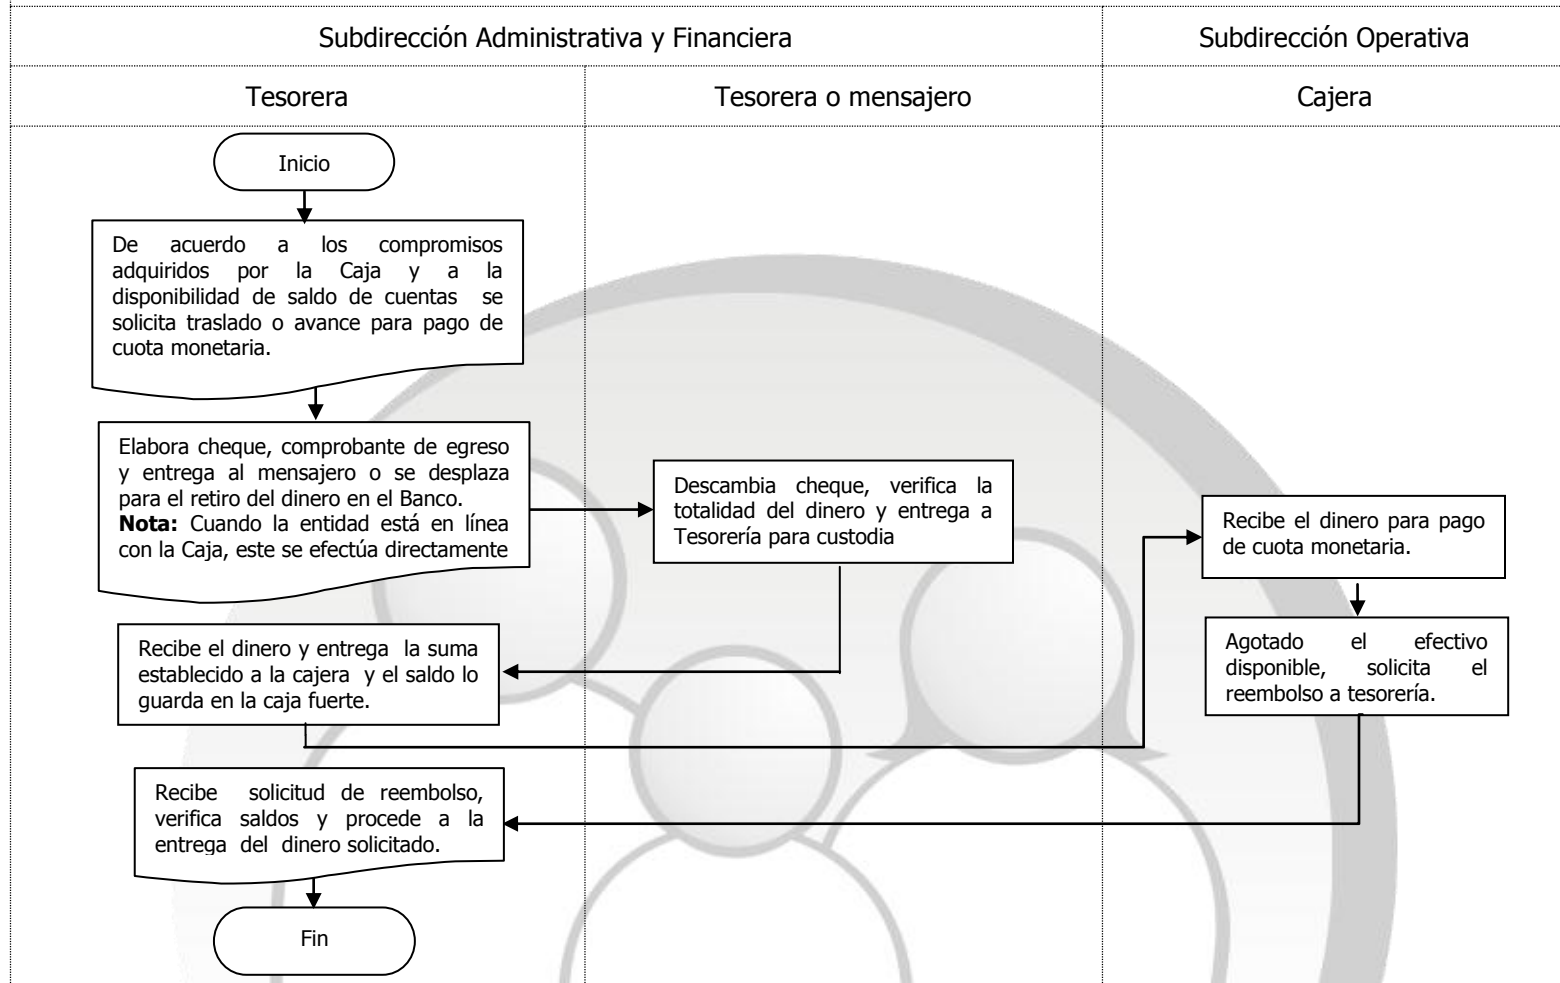 Subdirección Administrativa y Financiera
Subdirección Operativa
Tesorera
Tesorera o mensajero
Cajera
Inicio
De acuerdo a los compromisos
adquiridos por la Caja y a la
disponibilidad de saldo de cuentas se
solicita traslado o avance para pago de
cuota monetaria.
Elabora cheque, comprobante de egreso
y entrega al mensajero o se desplaza
para el retiro del dinero en el Banco.
Nota: Cuando la entidad está en línea
con la Caja, este se efectúa directamente
Descambia cheque, verifica la
totalidad del dinero y entrega a
Tesorería para custodia
Recibe el dinero para pago
de cuota monetaria.
Recibe el dinero y entrega la suma
establecido a la cajera y el saldo lo
guarda en la caja fuerte.
Agotado el efectivo
disponible, solicita el
reembolso a tesorería.
Recibe solicitud de reembolso,
verifica saldos y procede a la
entrega del dinero solicitado.
Fin